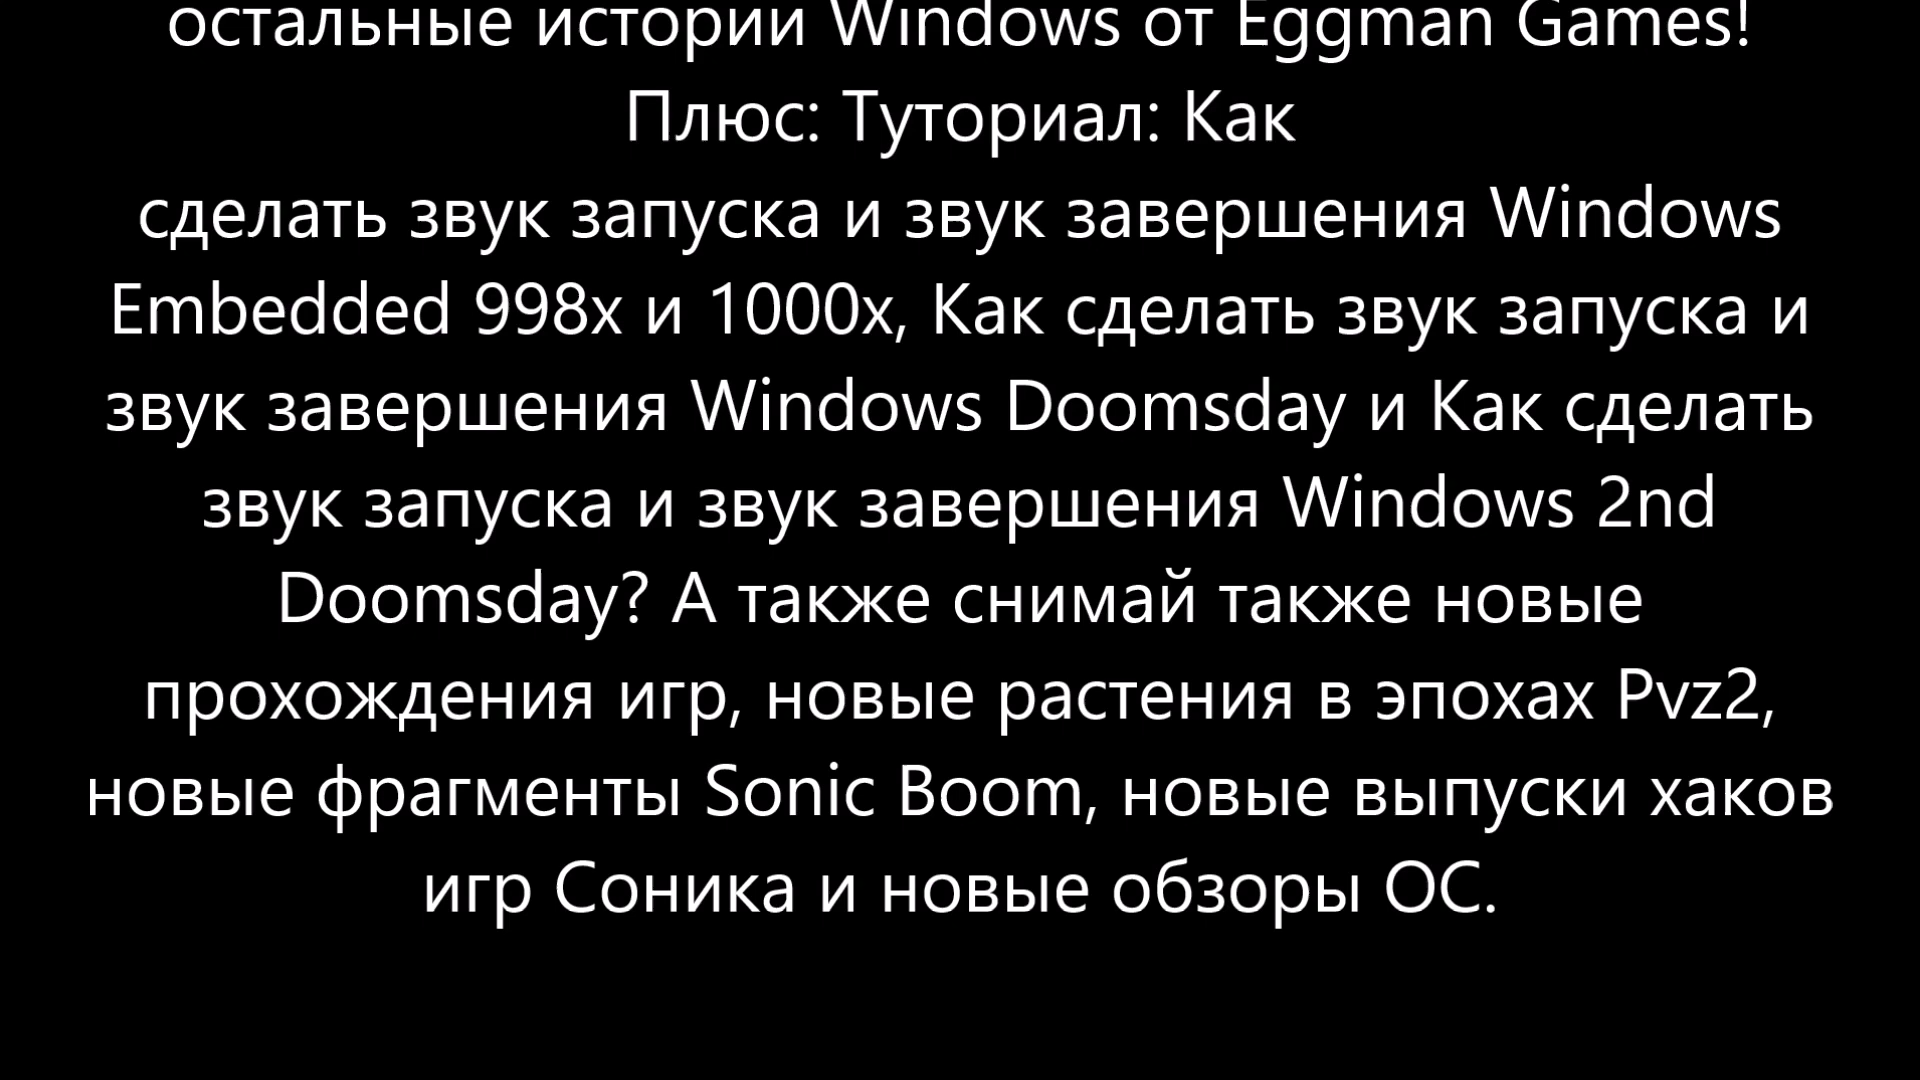 остальные истории Windows от Eggman Games!
Плюс: Туториал: Как
сделать звук запуска и звук завершения Windows
Embedded 998x и 1000x, Как сделать звук запуска и
звук завершения Windows Doomsday и Как сделать
звук запуска и звук завершения Windows 2nd
Doomsday? А также снимай также новые
прохождения игр, новые растения в эпохах Pvz2,
новые фрагменты Sonic Boom, новые выпуски хаков
игр Соника и новые обзоры ОС.